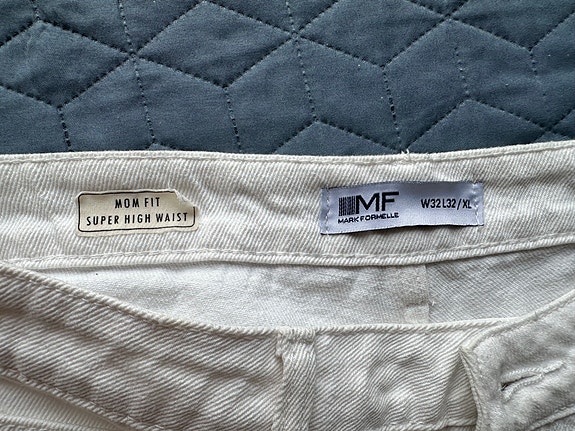 MOM FIT
SUPER HIGH WAIST
MF
MARK FORMELLE
W32 L32/XL